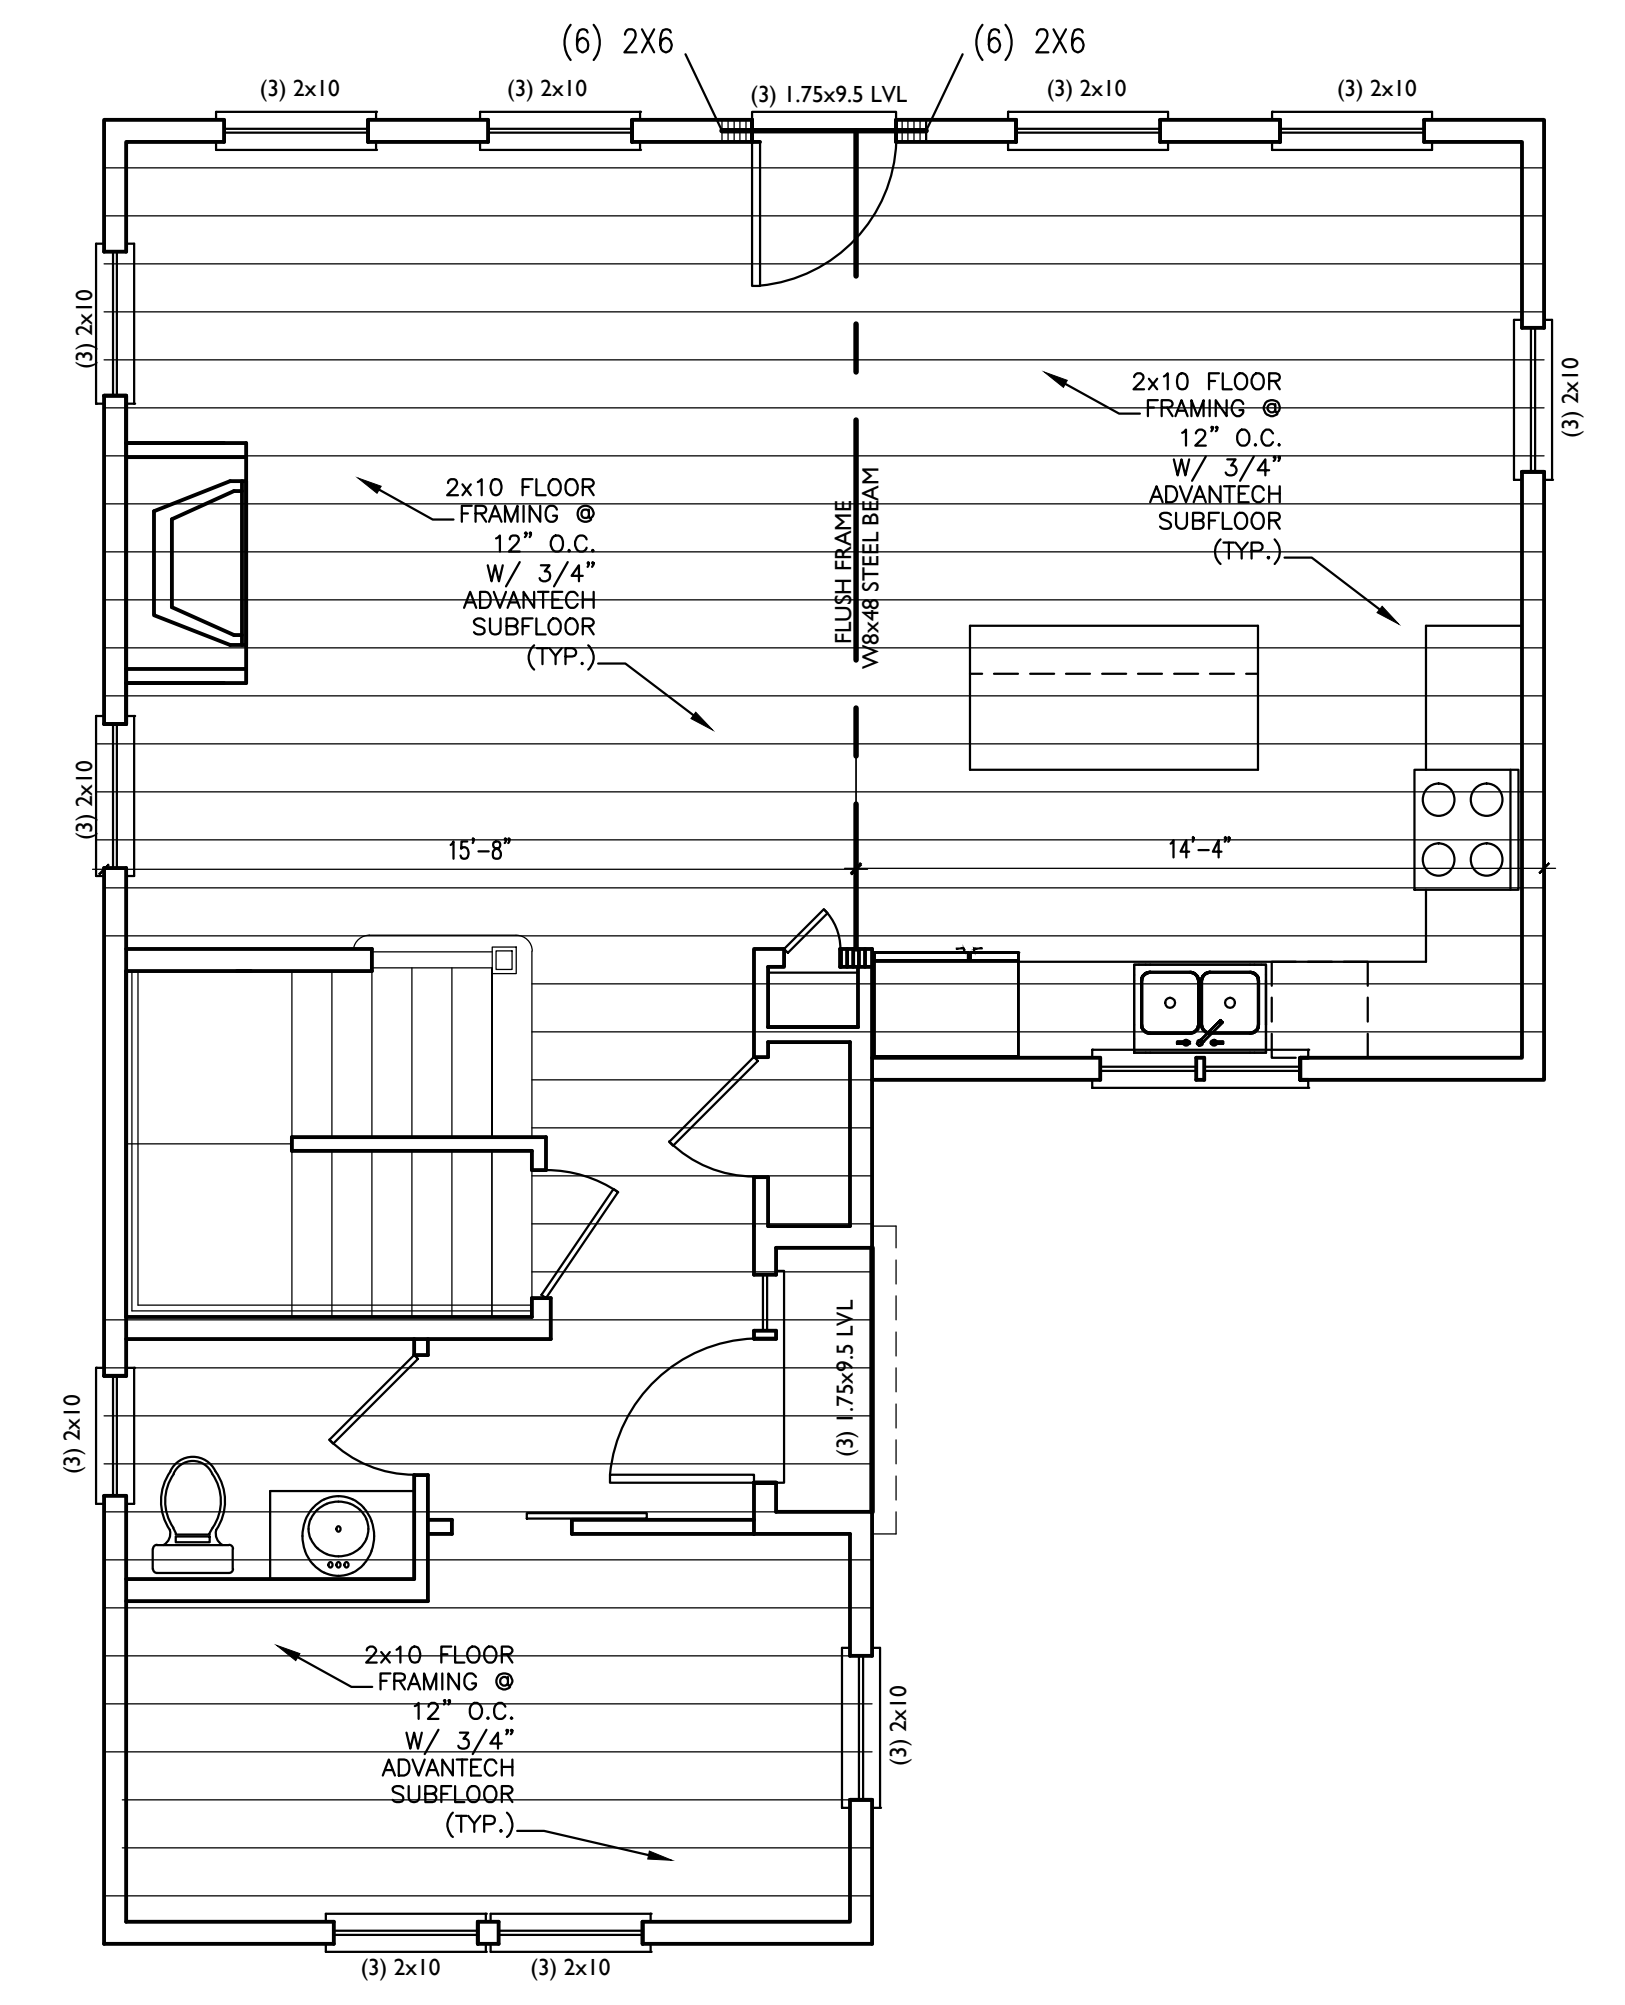 (6) 2X6
(6) 2X6
(3) 2x10
(3) 2x10
(3) 1.75x9.5 LVL
(3) 2x10
(3) 2x10
(3) 2x10
(3) 2x10
2x10 FLOOR
FRAMING @
12" O.C.
W/ 3/4"
ADVANTECH
SUBFLOOR
(TYP.)
2x10 FLOOR
FRAMING @
12" O.C.
W/ 3/4"
ADVANTECH
SUBFLOOR
(TYP.)
FLUSH FRAME
W8x48 STEEL BEAM
(3) 2x10
15'-8"
14'-4"
(3) 1.75x9.5 LVL
(3) 2x10
2x10 FLOOR
FRAMING @
12" O.C.
W/ 3/4"
ADVANTECH
SUBFLOOR
(TYP.)
(3) 2x10
(3) 2x10
(3) 2x10